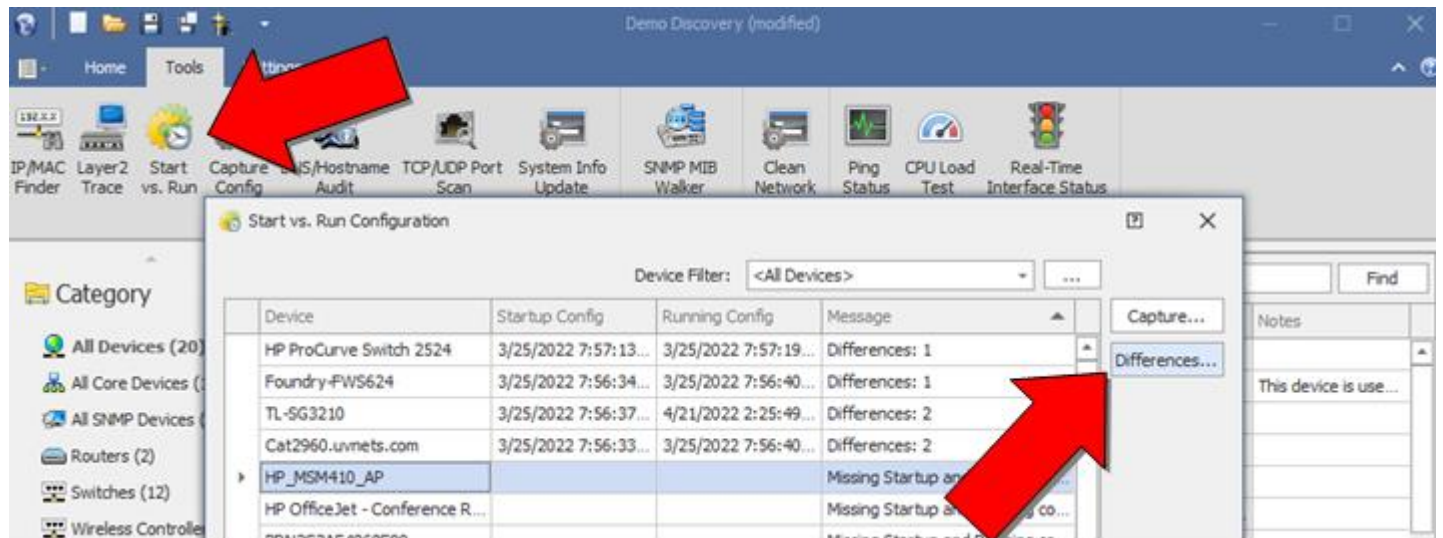 Demo Discovery (modified)
Home Tools
192.X.X
IP/MAC Finder
Layer2 Trace
Start vs. Run
Capture Config
Audit
TCP/UDP Port Scan
System Info Update
SNMP MIB Walker
Clean Network
Ping Status
CPU Load Test
Real-Time Interface Status
Start vs. Run Configuration
Device Filter: <All Devices> ...
Find
Category
Device Startup Config Running Config Message Capture... Notes
All Devices (20)
HP ProCurve Switch 2524 3/25/2022 7:57:13... 3/25/2022 7:57:19... Differences: 1
Differences...
All Core Devices (
Foundry-FWS624 3/25/2022 7:56:34... 3/25/2022 7:56:40... Differences: 1 This device is use...
All SNMP Devices (
TL-SG3210 3/25/2022 7:56:37... 4/21/2022 2:25:49... Differences: 2
Cat2960.uvnets.com 3/25/2022 7:56:33... 3/25/2022 7:56:40... Differences: 2
Routers (2)
HP_MSM410_AP Missing Startup
Switches (12)
HP OfficeJet - Conference R... Missing Startup co...
Wireless